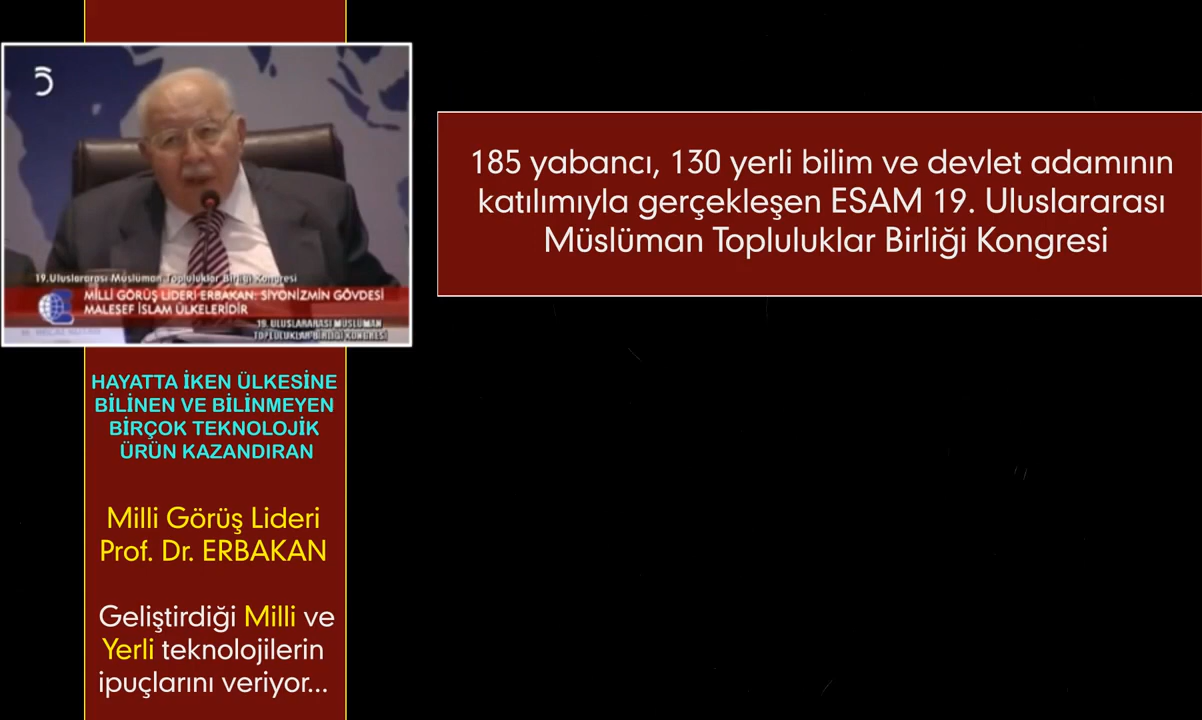 19.Uluslararası Müslüman Topluluklar Birliği Kongresi
MİLLİ GÖRÜŞ LİDERİ ERBAKAN: SİYONİZMİN GÖVDESİ
MALESEF İSLAM ÜLKELERİDİR
19. ULUSLARARASI MÜSLÜMAN
TOPLULUKLAR BİRLİĞİ KONGRESİ
185 yabancı, 130 yerli bilim ve devlet adamının
katılımıyla gerçekleşen ESAM 19. Uluslararası
Müslüman Topluluklar Birliği Kongresi
HAYATTA İKEN ÜLKESİNE
BİLİNEN VE BİLİNMEYEN
BİRÇOK TEKNOLOJİK
ÜRÜN KAZANDIRAN
Milli Görüş Lideri
Prof. Dr. ERBAKAN
Geliştirdiği Milli ve
Yerli teknolojilerin
ipuçlarını veriyor...